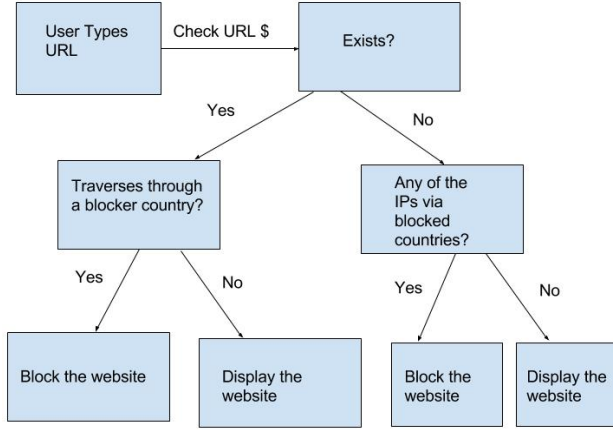 User Types
URL
Check URL $
Exists?
Yes
No
Traverses through
a blocker country?
Any of the
IPs via
blocked
countries?
Yes
No
Yes
No
Block the website
Display the
website
Block the
website
Display the
website